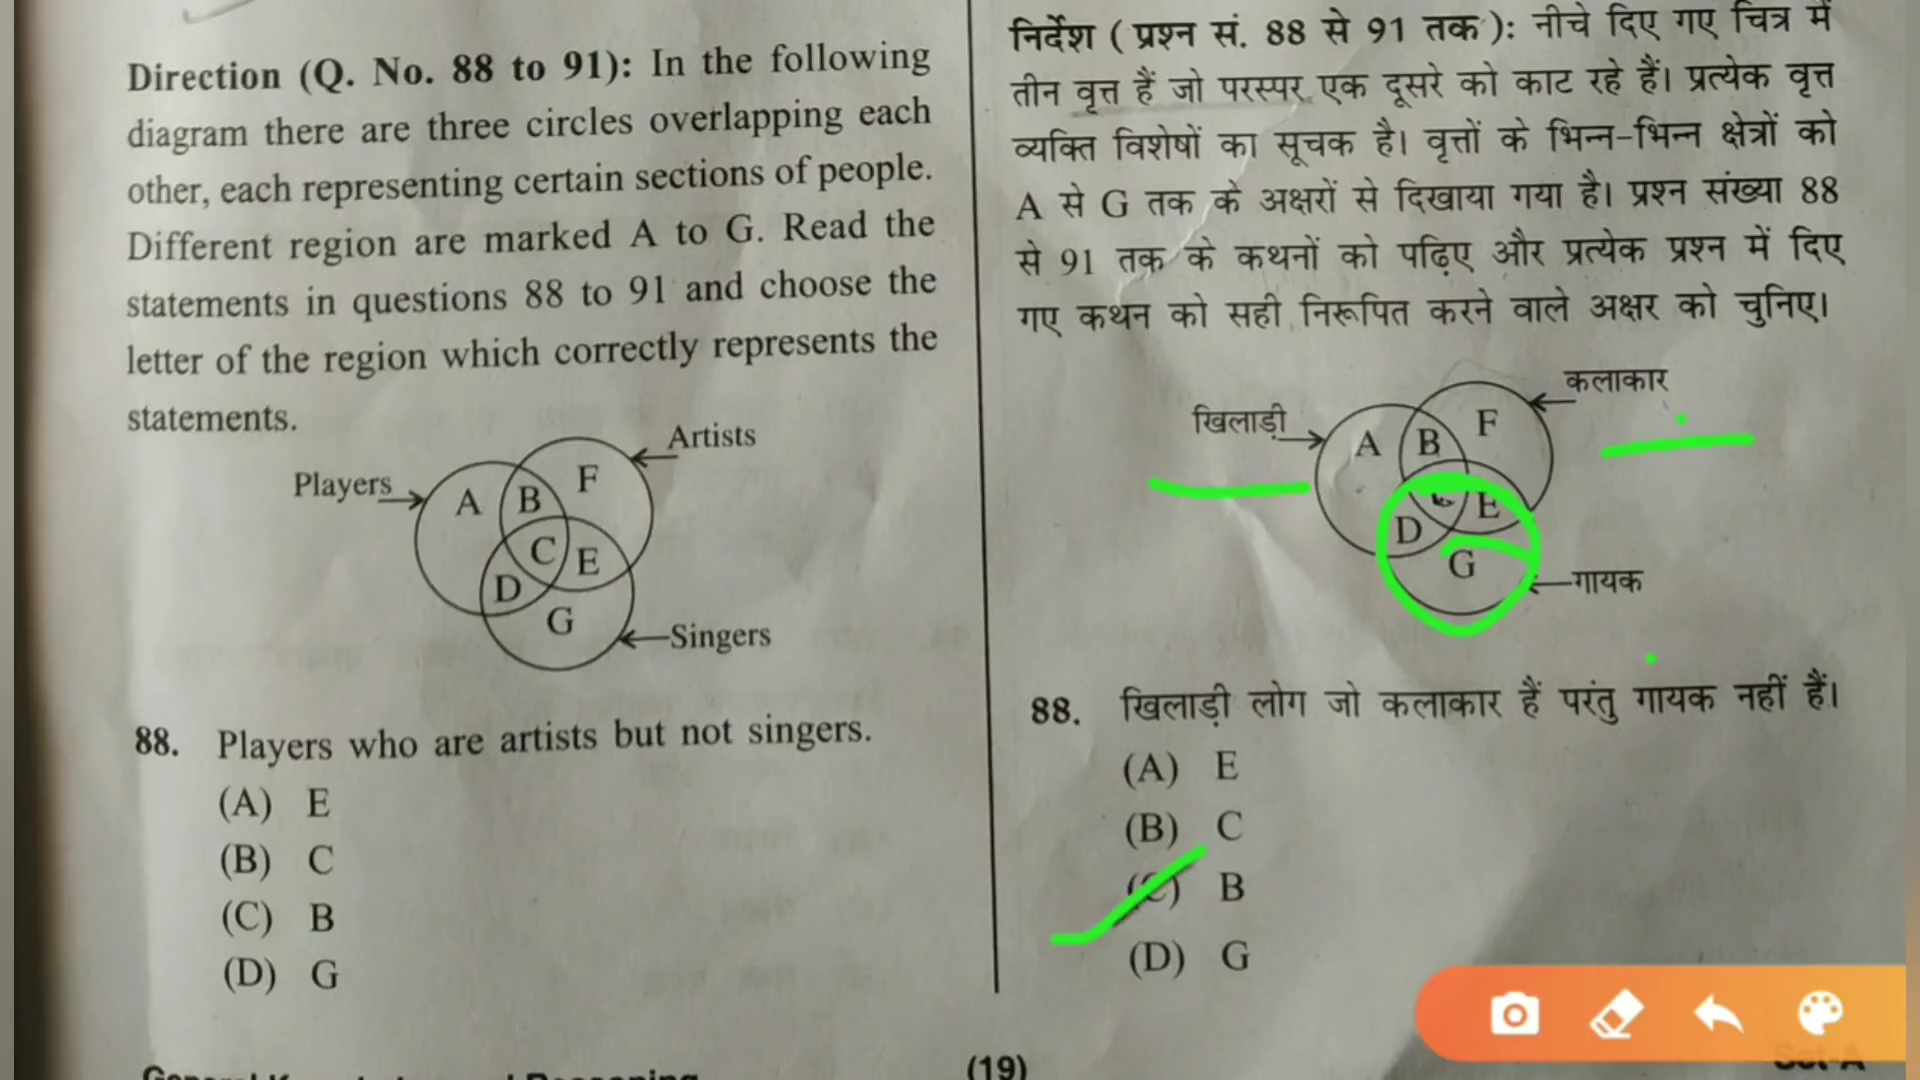 Direction (Q. No. 88 to 91): In the following
diagram there are three circles overlapping each
other, each representing certain sections of people.
Different region are marked A to G. Read the
statements in questions 88 to 91 and choose the
letter of the region which correctly represents the
statements.
Artists
Players
A B F
C E
D
G
Singers
88. Players who are artists but not singers.
(A) E
(B) C
(C) B
(D) G
निर्देश ( प्रश्न सं. 88 से 91 तक ): नीचे दिए गए चित्र में
तीन वृत्त हैं जो परस्पर एक दूसरे को काट रहे हैं। प्रत्येक वृत्त
व्यक्ति विशेषों का सूचक है। वृत्तों के भिन्न-भिन्न क्षेत्रों को
A से G तक के अक्षरों से दिखाया गया है। प्रश्न संख्या 88
से 91 तक के कथनों को पढ़िए और प्रत्येक प्रश्न में दिए
गए कथन को सही निरूपित करने वाले अक्षर को चुनिए।
कलाकार
खिलाड़ी
A B F
E
D
G
गायक
88. खिलाड़ी लोग जो कलाकार हैं परंतु गायक नहीं हैं।
(A) E
(B) C
(C) B
(D) G
(19)